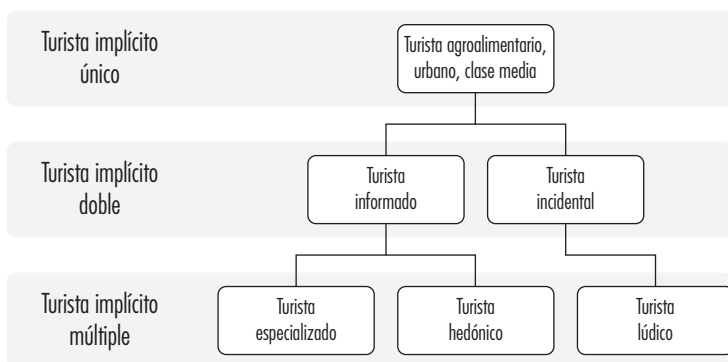 Turista implícito
único
Turista agroalimentario,
urbano, clase media
Turista implícito
doble
Turista
informado
Turista
incidental
Turista implícito
múltiple
Turista
especializado
Turista
hedónico
Turista
lúdico